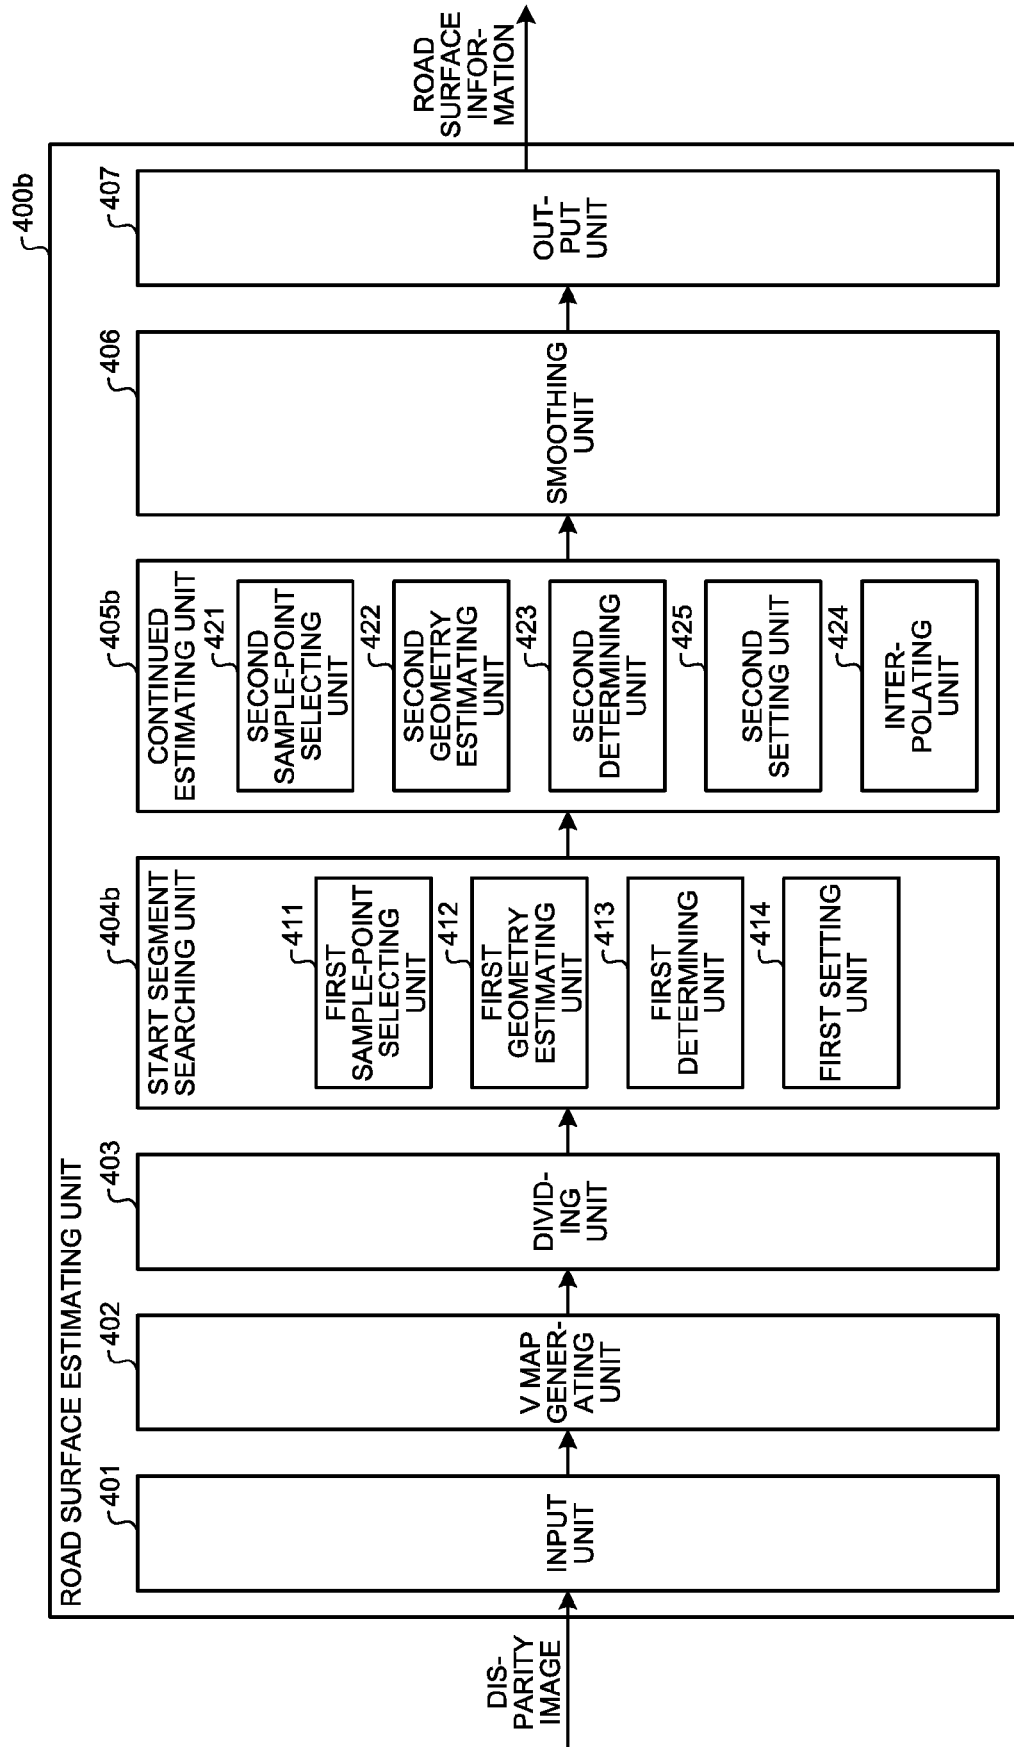 400b
ROAD SURFACE ESTIMATING UNIT
DIS-
PARITY
IMAGE
401
INPUT
UNIT
402
V MAP
GENER-
ATING
UNIT
403
DIVID-
ING
UNIT
404b
START SEGMENT
SEARCHING UNIT
411
FIRST
SAMPLE-POINT
SELECTING
UNIT
412
FIRST
GEOMETRY
ESTIMATING
UNIT
413
FIRST
DETERMINING
UNIT
414
FIRST SETTING
UNIT
405b
CONTINUED
ESTIMATING UNIT
421
SECOND
SAMPLE-POINT
SELECTING
UNIT
422
SECOND
GEOMETRY
ESTIMATING
UNIT
423
SECOND
DETERMINING
UNIT
425
SECOND
SETTING UNIT
424
INTER-
POLATING
UNIT
406
SMOOTHING
UNIT
407
OUT-
PUT
UNIT
ROAD
SURFACE
INFOR-
MATION